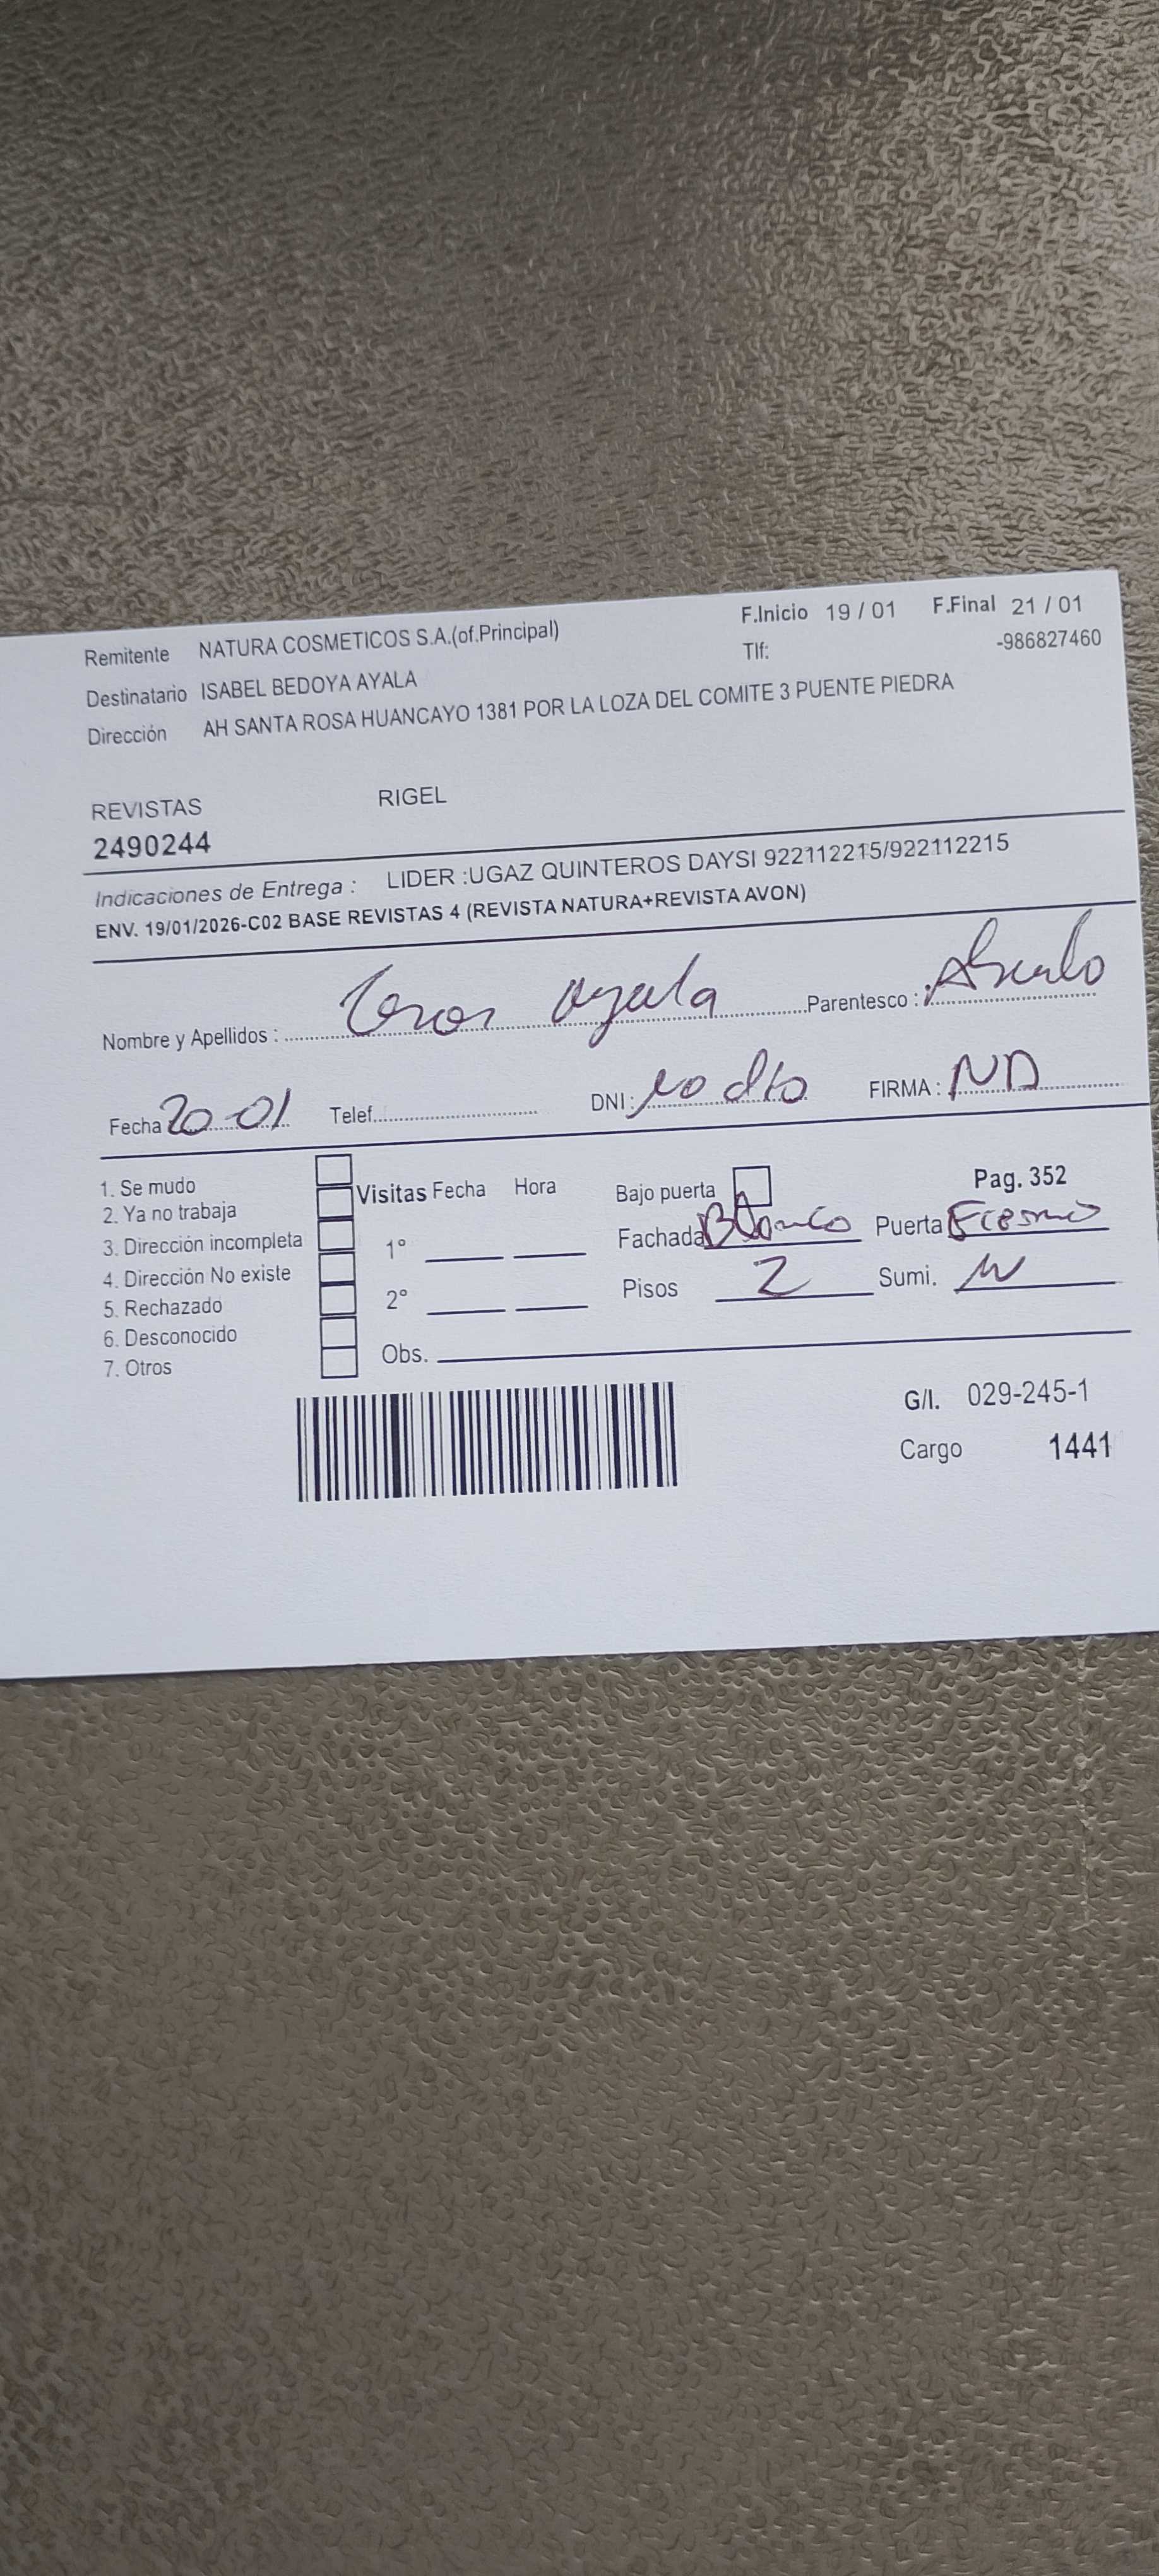 Remitente NATURA COSMETICOS S.A.(of.Principal) F.Inicio 19 / 01 F.Final 21 / 01
Destinatario ISABEL BEDOYA AYALA Tlf: -986827460
Dirección AH SANTA ROSA HUANCAYO 1381 POR LA LOZA DEL COMITE 3 PUENTE PIEDRA
REVISTAS RIGEL
2490244
Indicaciones de Entrega : LIDER :UGAZ QUINTEROS DAYSI 922112215/922112215
ENV. 19/01/2026-C02 BASE REVISTAS 4 (REVISTA NATURA+REVISTA AVON)
Nombre y Apellidos : Ayala Parentesco :
Fecha 20-01 Telef. DNI: no dio FIRMA : ND
1. Se mudo
2. Ya no trabaja
3. Dirección incompleta
4. Dirección No existe
5. Rechazado
6. Desconocido
7. Otros
Visitas Fecha Hora
1°
2°
Obs.
Bajo puerta Pag. 352
Fachada Blanco Puerta
Pisos 2 Sumi.
G/I. 029-245-1
Cargo 1441